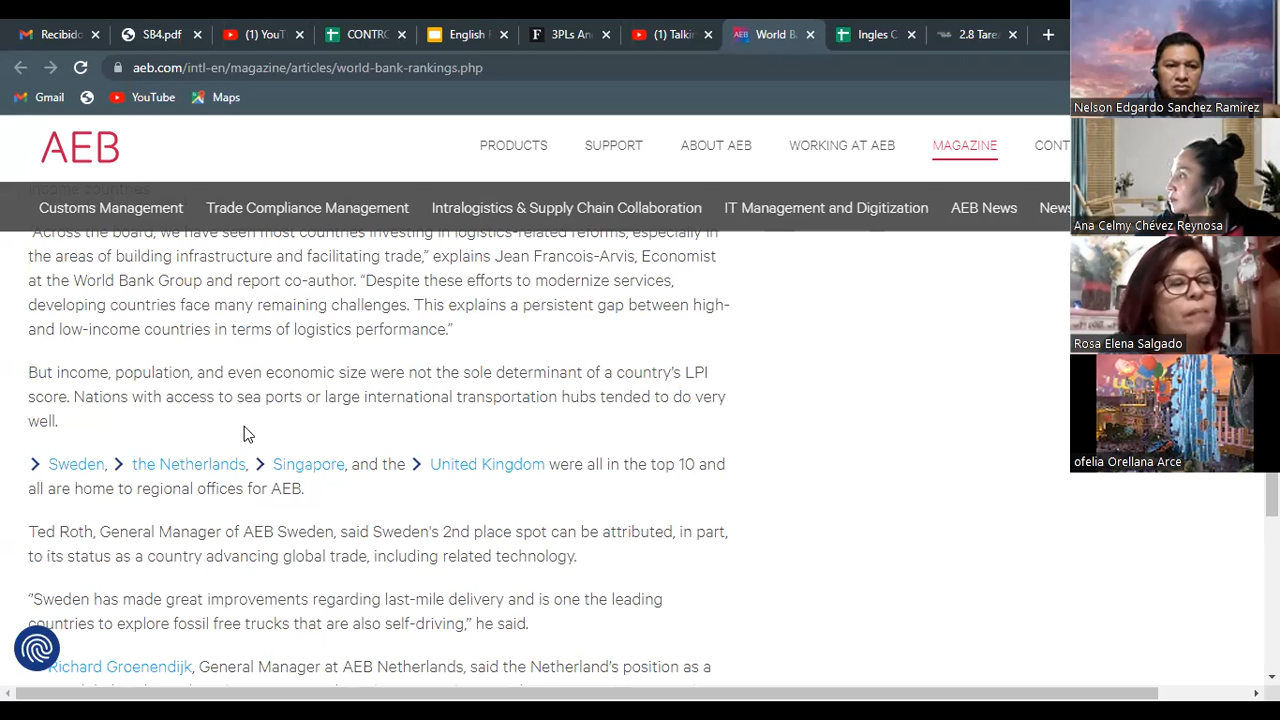 Recibido
SB4.pdf
(1) YouT
CONTRO
English F
3PLs And
(1) Talkin
World Ba
Ingles C
2.8 Tarea
aeb.com/intl-en/magazine/articles/world-bank-rankings.php
Gmail
YouTube
Maps
AEB
PRODUCTS
SUPPORT
ABOUT AEB
WORKING AT AEB
MAGAZINE
CONT
income countries
Customs Management
Trade Compliance Management
Intralogistics & Supply Chain Collaboration
IT Management and Digitization
AEB News
News
"Across the board, we have seen most countries investing in logistics-related reforms, especially in
the areas of building infrastructure and facilitating trade,” explains Jean Francois-Arvis, Economist
at the World Bank Group and report co-author. “Despite these efforts to modernize services,
developing countries face many remaining challenges. This explains a persistent gap between high-
and low-income countries in terms of logistics performance.”
But income, population, and even economic size were not the sole determinant of a country’s LPI
score. Nations with access to sea ports or large international transportation hubs tended to do very
well.
Sweden, the Netherlands, Singapore, and the United Kingdom were all in the top 10 and
all are home to regional offices for AEB.
Ted Roth, General Manager of AEB Sweden, said Sweden's 2nd place spot can be attributed, in part,
to its status as a country advancing global trade, including related technology.
“Sweden has made great improvements regarding last-mile delivery and is one the leading
countries to explore fossil free trucks that are also self-driving,” he said.
Richard Groenendijk, General Manager at AEB Netherlands, said the Netherland’s position as a
Nelson Edgardo Sanchez Ramirez
Ana Celmy Chévez Reynosa
Rosa Elena Salgado
ofelia Orellana Arce